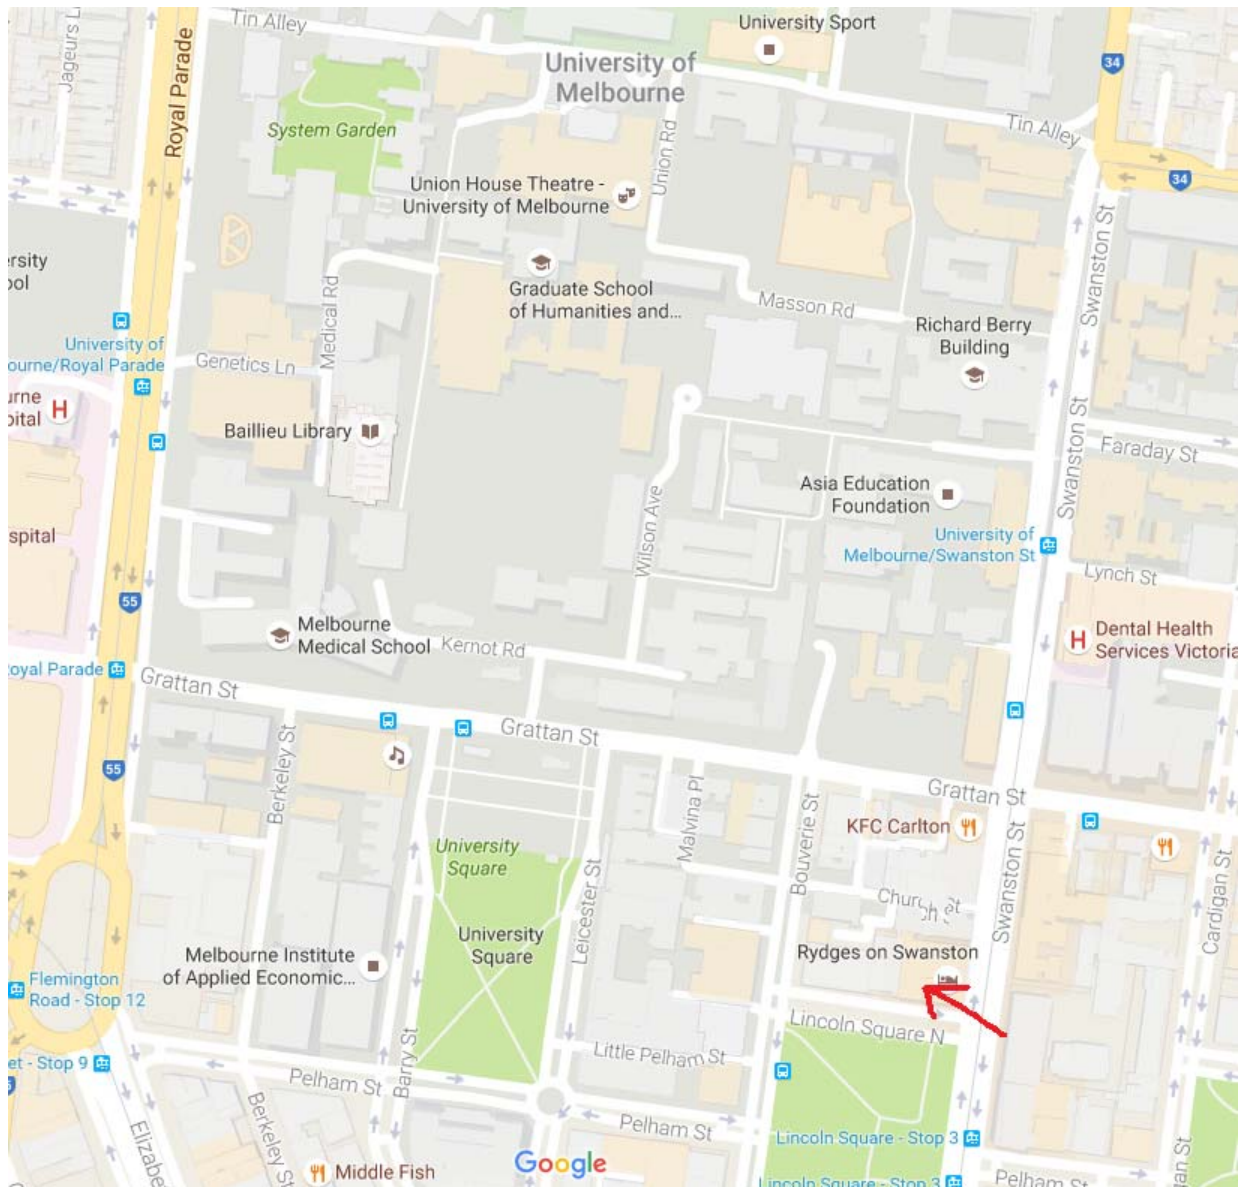 Tin Alley
University Sport
Jageurs L
Royal Parade
University of
Melbourne
34
System Garden
Union Rd
Tin Alley
34
Union House Theatre -
University of Melbourne
Swanston St
ersity
ol
Medical Rd
Graduate School
of Humanities and...
Masson Rd
Richard Berry
Building
University of
ourne/Royal Parade
Genetics Ln
urne
pital
H
Baillieu Library
Swanston St
Faraday St
Asia Education
Foundation
spital
Wilson Ave
University of
Melbourne/Swanston St
Lynch St
55
Melbourne
Medical School
Kernot Rd
H
Dental Health
Services Victoria
oyal Parade
Grattan St
Grattan St
Berkeley St
55
Malvina Pl
Bouverie St
Grattan St
KFC Carlton
Swanston St
University
Square
Leicester St
Church St
Cardigan St
University
Square
Melbourne Institute
of Applied Economic...
Rydges on Swanston
Flemington
Road - Stop 12
Lincoln Square N
Barry St
Little Pelham St
et - Stop 9
Pelham St
Berkeley St
Elizabe
Pelham St
Lincoln Square - Stop 3
Google
Middle Fish
Lincoln Square - Stop 3
Pelham St
gan St